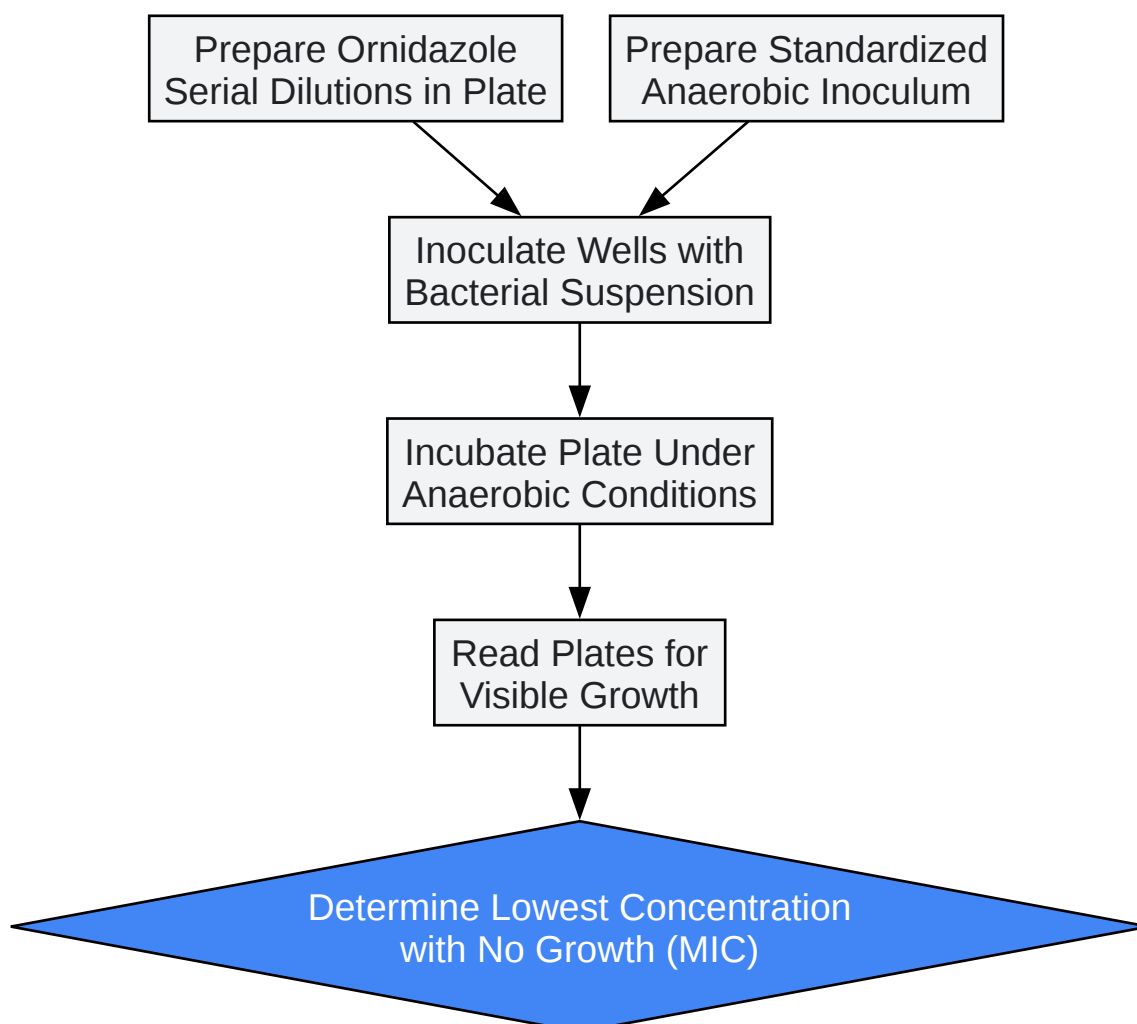 Prepare Ornidazole
Serial Dilutions in Plate
Prepare Standardized
Anaerobic Inoculum
Inoculate Wells with
Bacterial Suspension
Incubate Plate Under
Anaerobic Conditions
Read Plates for
Visible Growth
Determine Lowest Concentration
with No Growth (MIC)